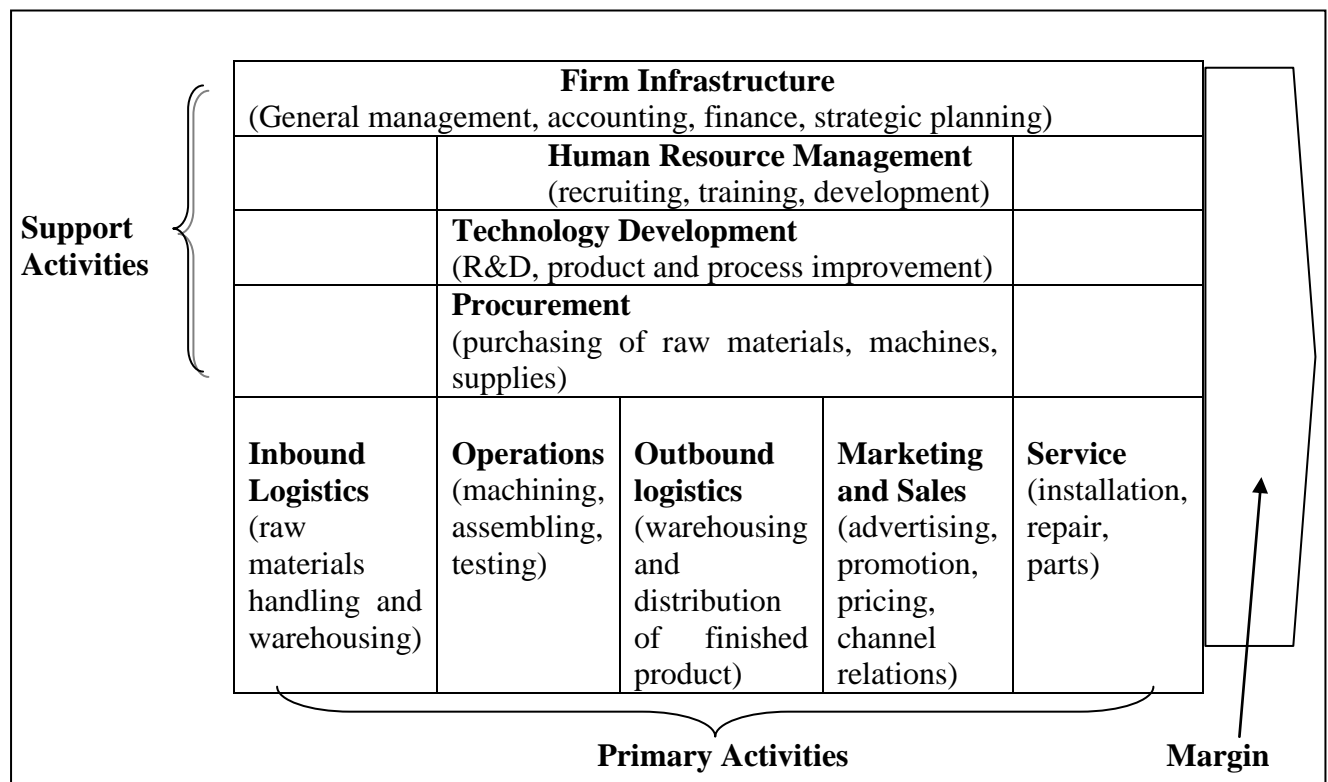 Firm Infrastructure
(General management, accounting, finance, strategic planning)
Human Resource Management
(recruiting, training, development)
Support
Activities
Technology Development
(R&D, product and process improvement)
Procurement
(purchasing of raw materials, machines,
supplies)
Inbound
Logistics
(raw
materials
handling and
warehousing)
Operations
(machining,
assembling,
testing)
Outbound
logistics
(warehousing
and
distribution
of finished
product)
Marketing
and Sales
(advertising,
promotion,
pricing,
channel
relations)
Service
(installation,
repair,
parts)
Primary Activities
Margin